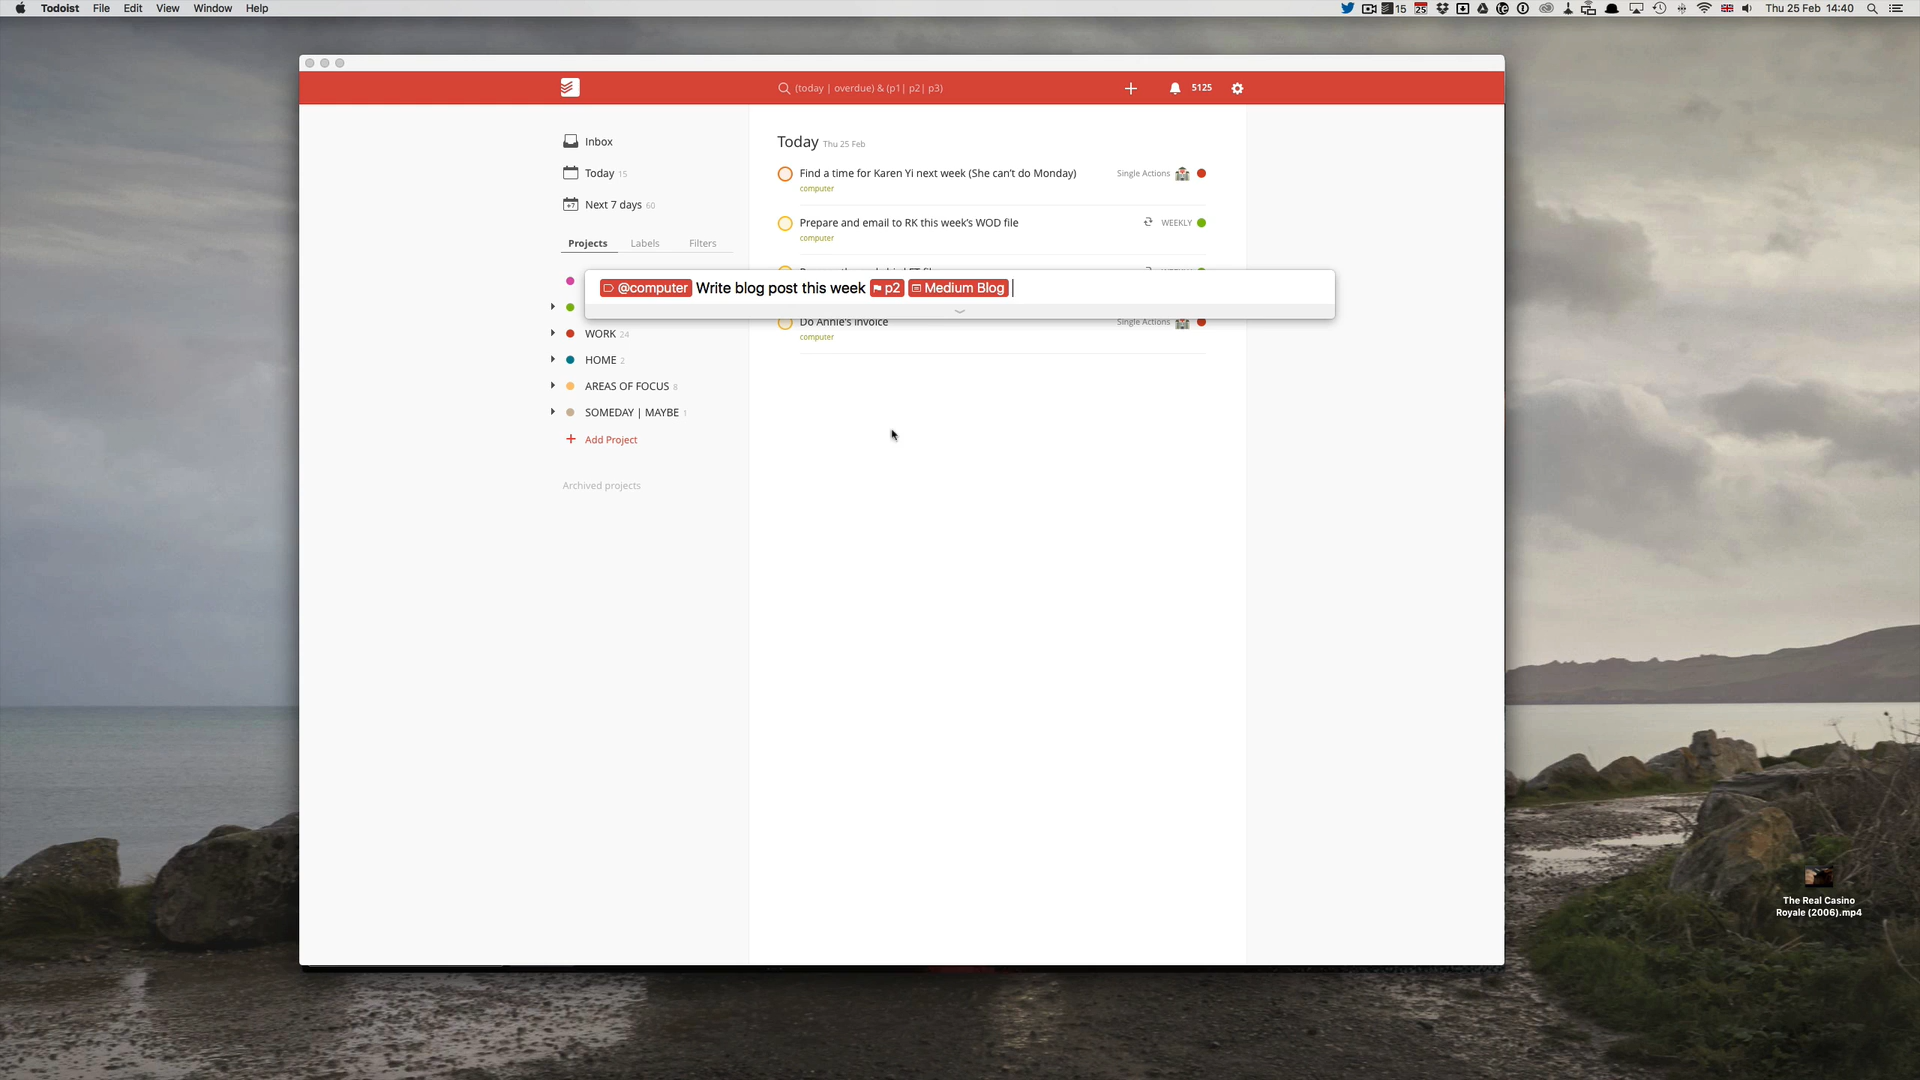 Todoist File Edit View Window Help
15 25 Thu 25 Feb 14:40
(today | overdue) & (p1| p2| p3)
5125
Inbox
Today 15
Next 7 days 60
Projects Labels Filters
WORK 24
HOME 2
AREAS OF FOCUS 8
SOMEDAY | MAYBE 1
Add Project
Archived projects
Today Thu 25 Feb
Find a time for Karen Yi next week (She can't do Monday) Single Actions
computer
Prepare and email to RK this week's WOD file WEEKLY
computer
@computer Write blog post this week p2 Medium Blog
Do Annie's invoice Single Actions
computer
The Real Casino
Royale (2006).mp4